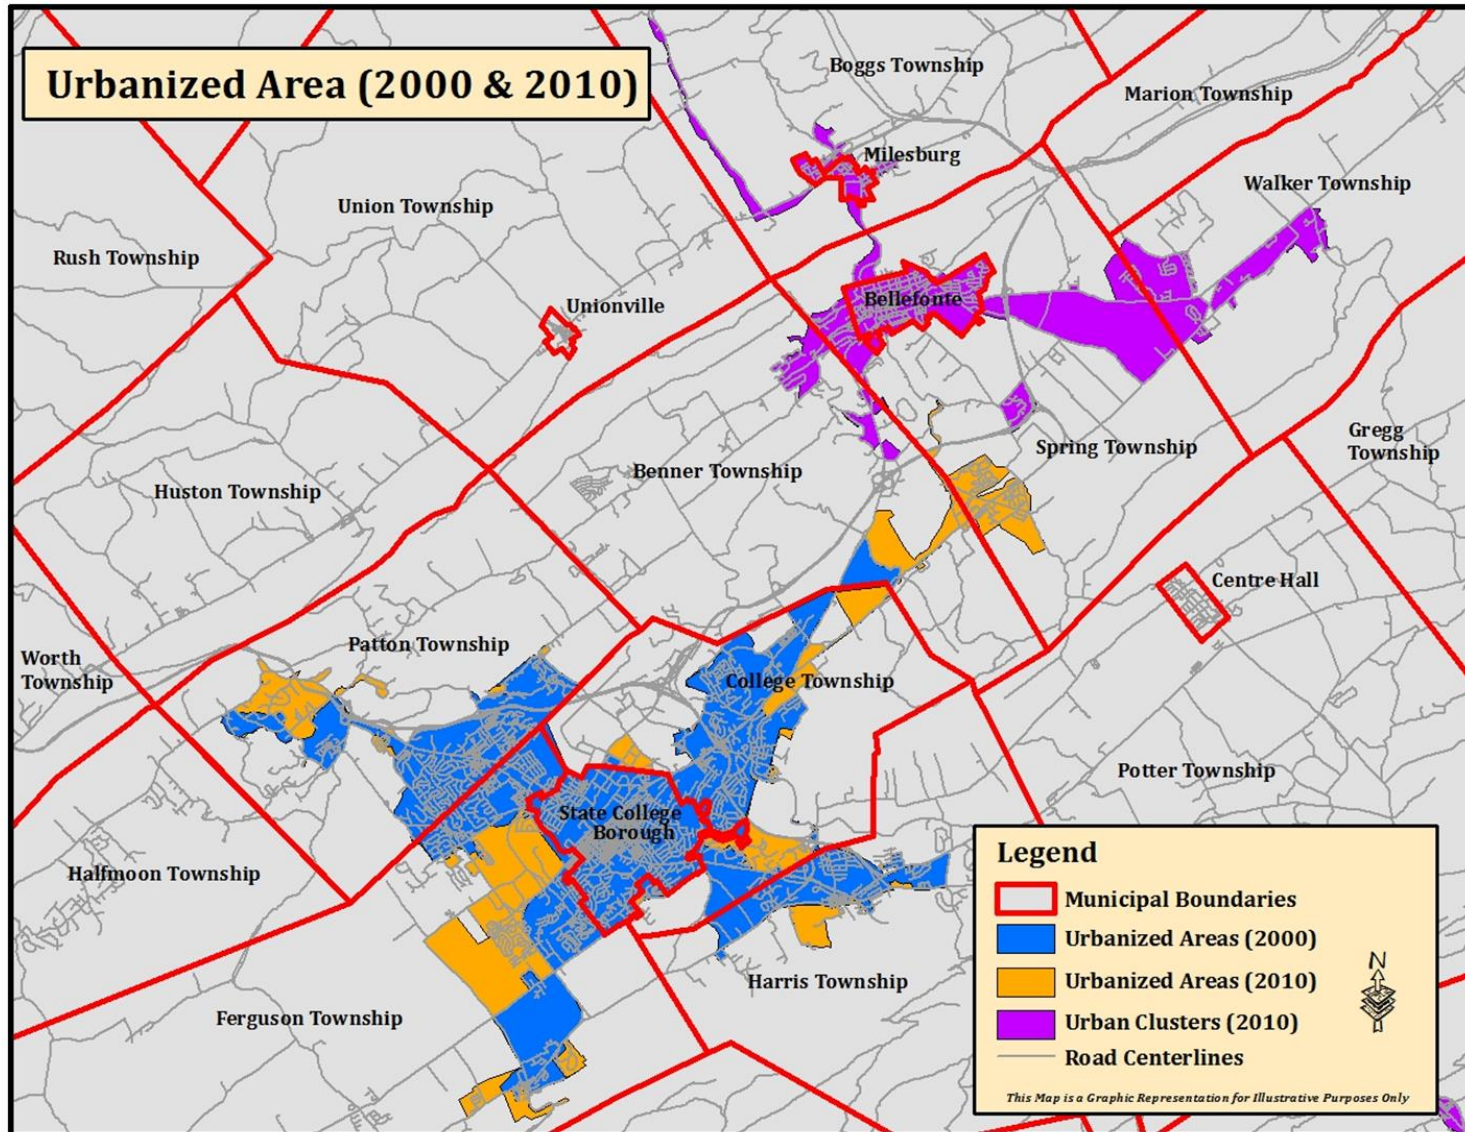 Urbanized Area (2000 & 2010)
Boggs Township
Marion Township
Milesburg
Walker Township
Union Township
Rush Township
Unionville
Bellefonte
Gregg
Township
Spring Township
Benner Township
Huston Township
Centre Hall
Patton Township
Worth
Township
College Township
Potter Township
State College
Borough
Halfmoon Township
Harris Township
Ferguson Township
Legend
Municipal Boundaries
Urbanized Areas (2000)
Urbanized Areas (2010)
Urban Clusters (2010)
Road Centerlines
N
This Map is a Graphic Representation for Illustrative Purposes Only